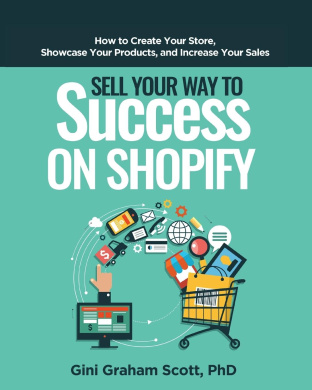 How to Create Your Store,
Showcase Your Products, and Increase Your Sales
SELL YOUR WAY TO
Success
ON SHOPIFY
Gini Graham Scott, PhD